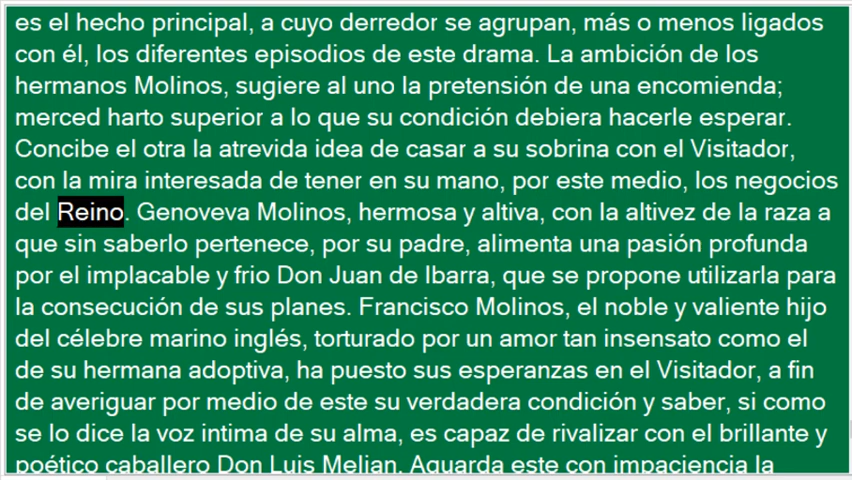 es el hecho principal, a cuyo derredor se agrupan, más o menos ligados
con él, los diferentes episodios de este drama. La ambición de los
hermanos Molinos, sugiere al uno la pretensión de una encomienda;
merced harto superior a lo que su condición debiera hacerle esperar.
Concibe el otra la atrevida idea de casar a su sobrina con el Visitador,
con la mira interesada de tener en su mano, por este medio, los negocios
del Reino. Genoveva Molinos, hermosa y altiva, con la altivez de la raza a
que sin saberlo pertenece, por su padre, alimenta una pasión profunda
por el implacable y frio Don Juan de Ibarra, que se propone utilizarla para
la consecución de sus planes. Francisco Molinos, el noble y valiente hijo
del célebre marino inglés, torturado por un amor tan insensato como el
de su hermana adoptiva, ha puesto sus esperanzas en el Visitador, a fin
de averiguar por medio de este su verdadera condición y saber, si como
se lo dice la voz intima de su alma, es capaz de rivalizar con el brillante y
poético caballero Don Luis Melian. Aguarda este con impaciencia la